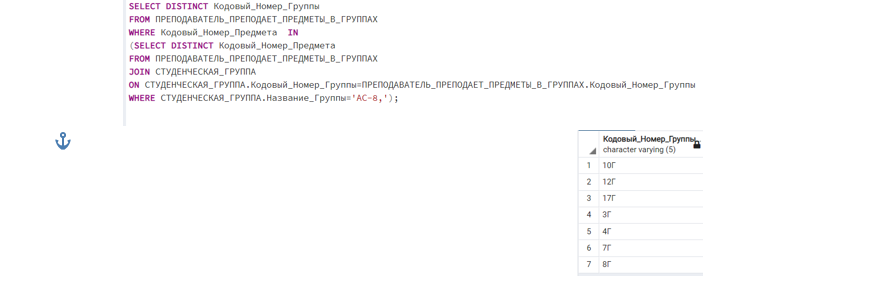 SELECT DISTINCT Кодовый_Номер_Группы
FROM ПРЕПОДАВАТЕЛЬ_ПРЕПОДАЕТ_ПРЕДМЕТЫ_В_ГРУППАХ
WHERE Кодовый_Номер_Предмета IN
(SELECT DISTINCT Кодовый_Номер_Предмета
FROM ПРЕПОДАВАТЕЛЬ_ПРЕПОДАЕТ_ПРЕДМЕТЫ_В_ГРУППАХ
JOIN СТУДЕНЧЕСКАЯ_ГРУППА
ON СТУДЕНЧЕСКАЯ_ГРУППА.Кодовый_Номер_Группы=ПРЕПОДАВАТЕЛЬ_ПРЕПОДАЕТ_ПРЕДМЕТЫ_В_ГРУППАХ.Кодовый_Номер_Группы
WHERE СТУДЕНЧЕСКАЯ_ГРУППА.Название_Группы='АС-8,');
Кодовый_Номер_Группы
character varying (5)
1 10Г
2 12Г
3 17Г
4 3Г
5 4Г
6 7Г
7 8Г